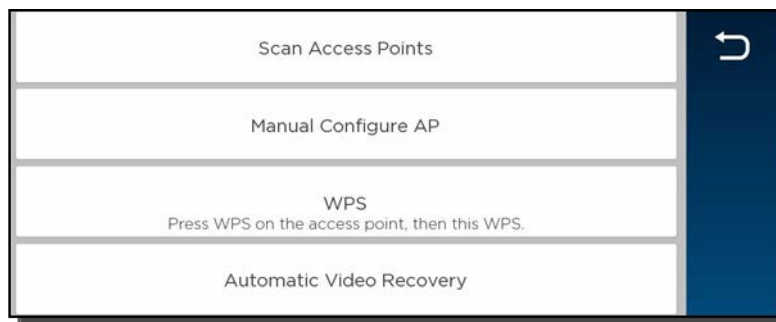 Scan Access Points
Manual Configure AP
WPS
Press WPS on the access point, then this WPS.
Automatic Video Recovery